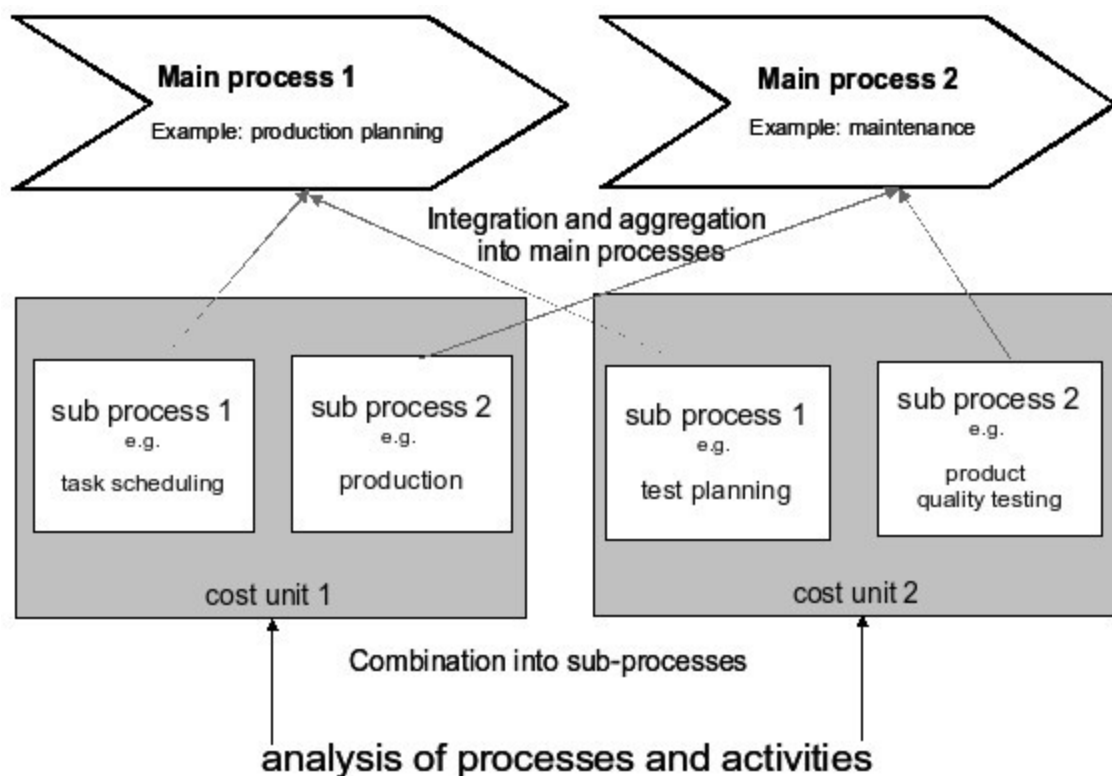 Main process 1
Example: production planning
Main process 2
Example: maintenance
Integration and aggregation
into main processes
sub process 1
e.g.
task scheduling
sub process 2
e.g.
production
cost unit 1
sub process 1
e.g.
test planning
sub process 2
e.g.
product
quality testing
cost unit 2
Combination into sub-processes
analysis of processes and activities